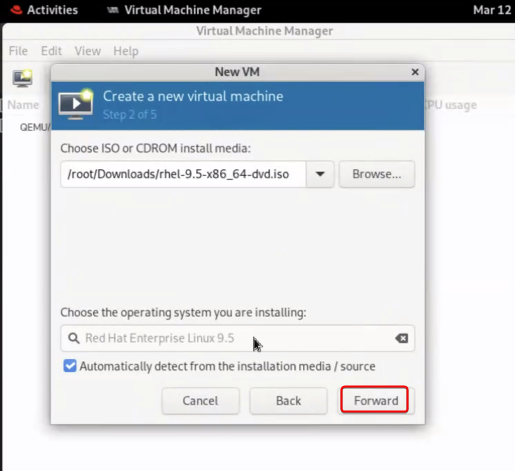 Activities Virtual Machine Manager Mar 12
Virtual Machine Manager
File Edit View Help
New VM
Create a new virtual machine
Step 2 of 5
Name CPU usage
QEMU/
Choose ISO or CDROM install media:
/root/Downloads/rhel-9.5-x86_64-dvd.iso Browse...
Choose the operating system you are installing:
Red Hat Enterprise Linux 9.5
Automatically detect from the installation media / source
Cancel Back Forward